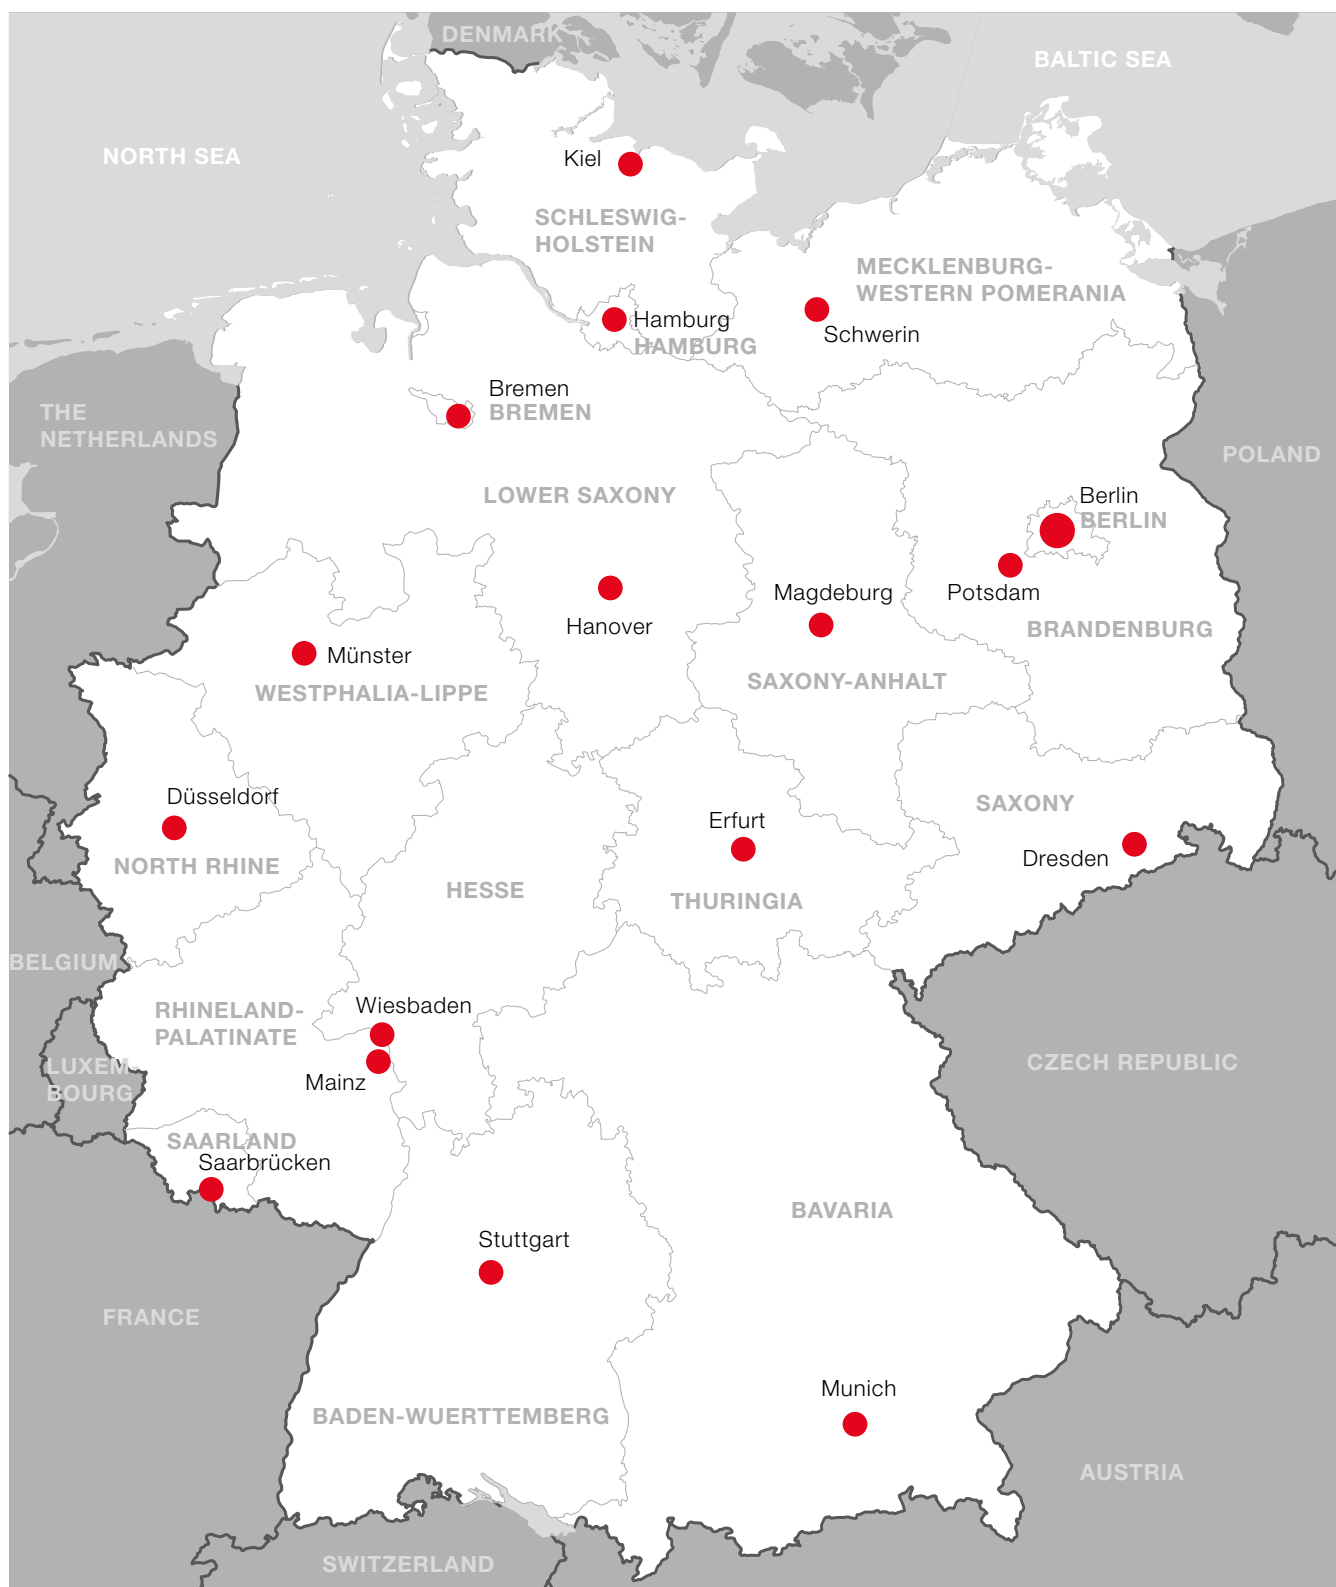 DENMARK
BALTIC SEA
NORTH SEA
Kiel
SCHLESWIG-
HOLSTEIN
MECKLENBURG-
WESTERN POMERANIA
Hamburg
HAMBURG
Schwerin
Bremen
BREMEN
THE
NETHERLANDS
POLAND
LOWER SAXONY
Berlin
BERLIN
Potsdam
Magdeburg
Hanover
BRANDENBURG
Münster
WESTPHALIA-LIPPE
SAXONY-ANHALT
Düsseldorf
SAXONY
Erfurt
Dresden
NORTH RHINE
HESSE
THURINGIA
BELGIUM
Wiesbaden
RHINELAND-
PALATINATE
LUXEM-
BOURG
CZECH REPUBLIC
Mainz
SAARLAND
Saarbrücken
BAVARIA
Stuttgart
FRANCE
Munich
BADEN-WUERTTEMBERG
AUSTRIA
SWITZERLAND